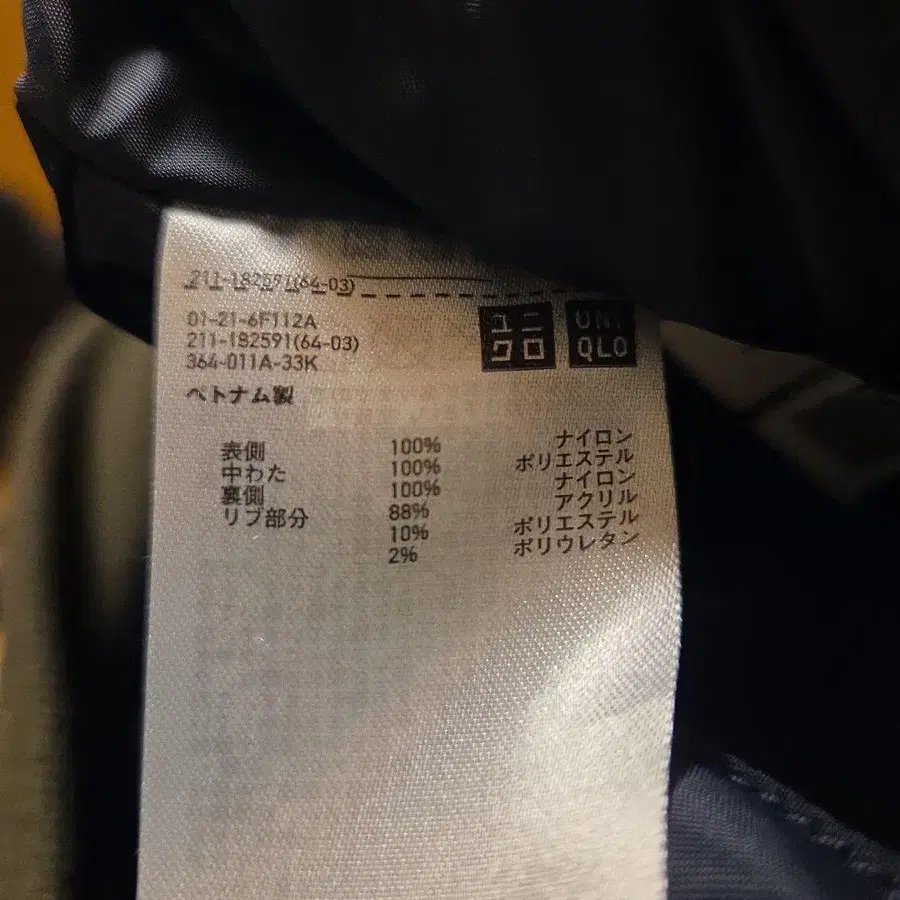 211-182591(64-03)
01-21-6F112A
211-182591(64-03)
364-011A-33K
ユニ
クロ
UNI
QLO
ベトナム製
表側 100% ナイロン
中わた 100% ポリエステル
裏側 100% ナイロン
リブ部分 88% アクリル
10% ポリエステル
2% ポリウレタン